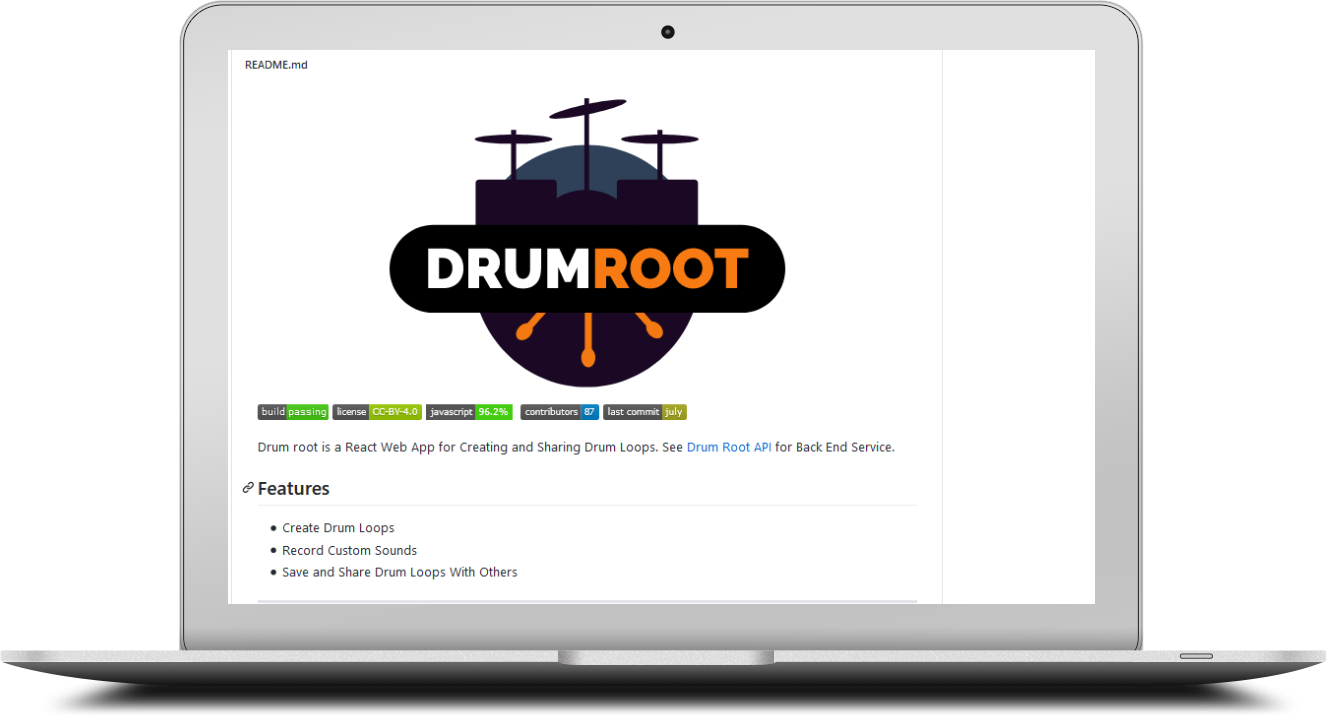 README.md
DRUMROOT
build passing license CC-BY-4.0 javascript 96.2% contributors 87 last commit july
Drum root is a React Web App for Creating and Sharing Drum Loops. See Drum Root API for Back End Service.
Features
Create Drum Loops
Record Custom Sounds
Save and Share Drum Loops With Others